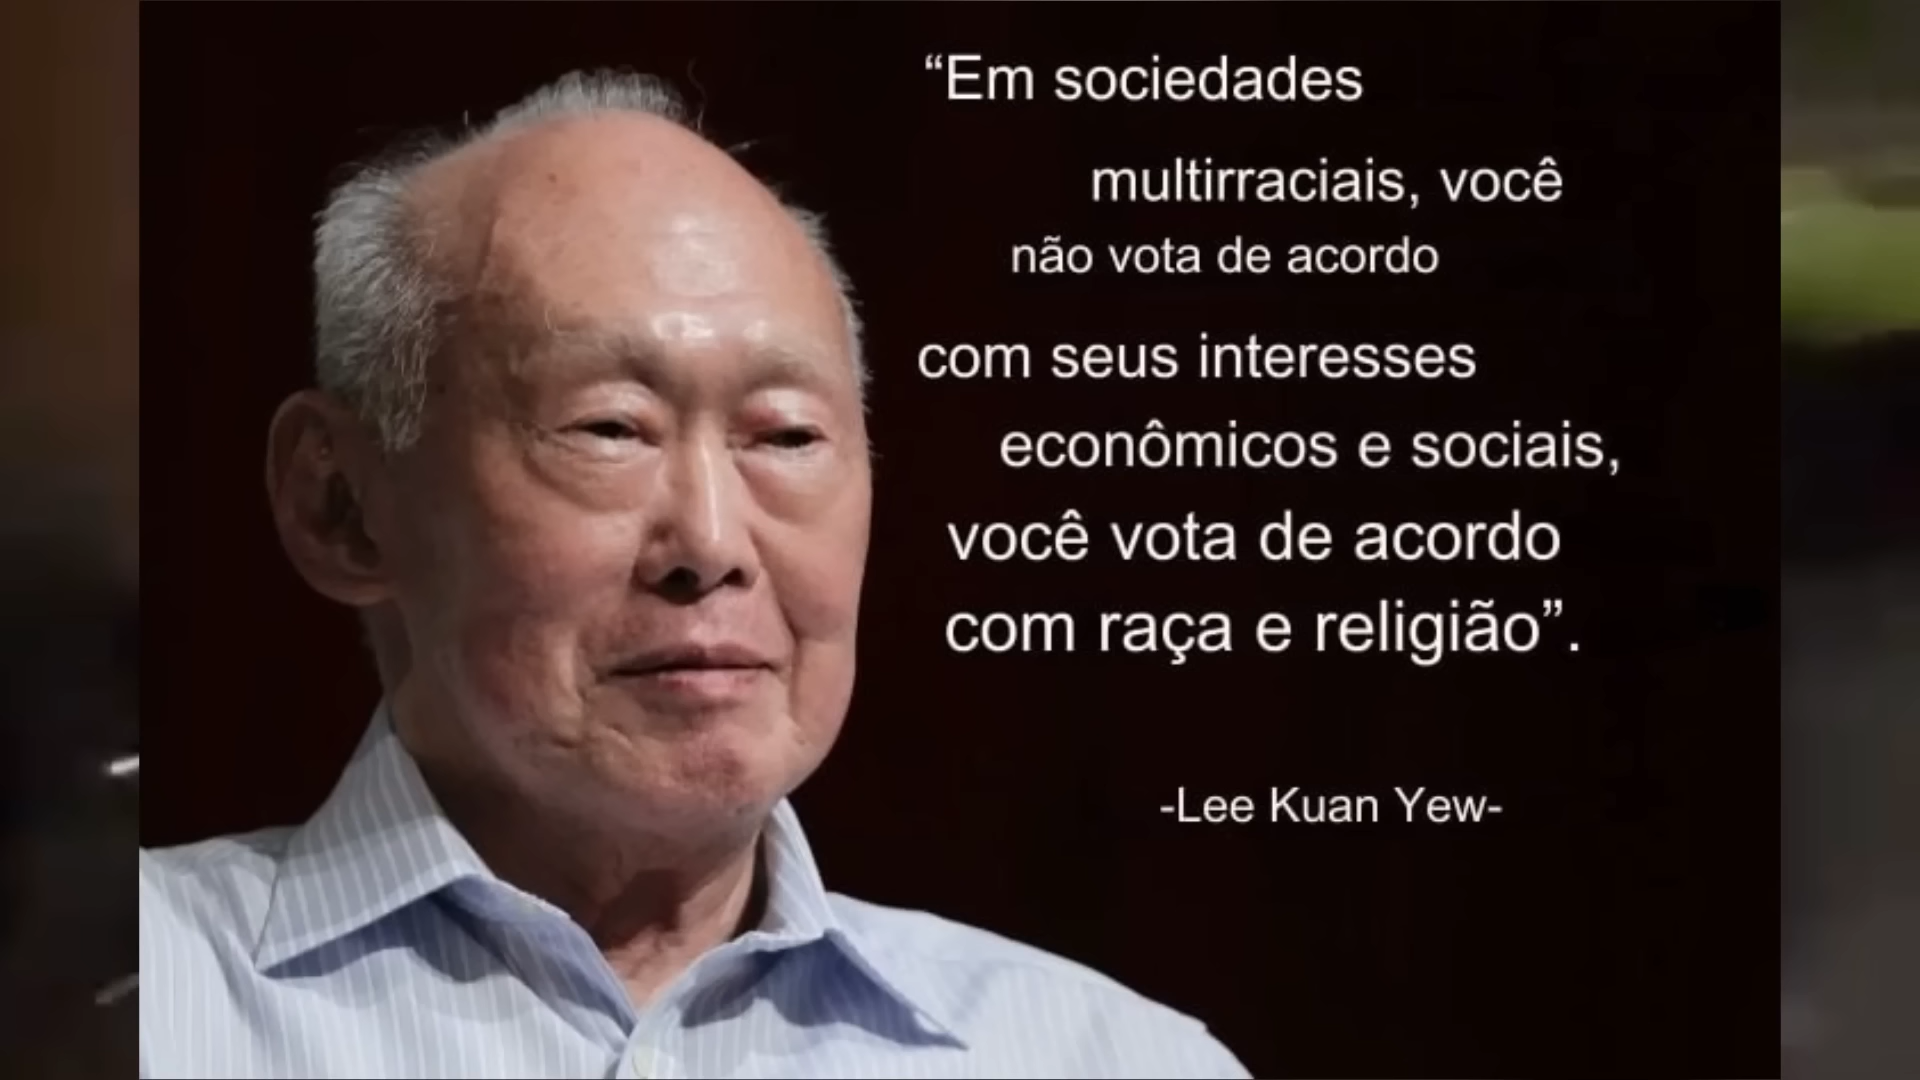 “Em sociedades
multirraciais, você
não vota de acordo
com seus interesses
econômicos e sociais,
você vota de acordo
com raça e religião”.
-Lee Kuan Yew-